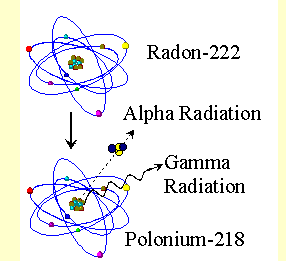 Radon-222
Alpha Radiation
Gamma
Radiation
Polonium-218